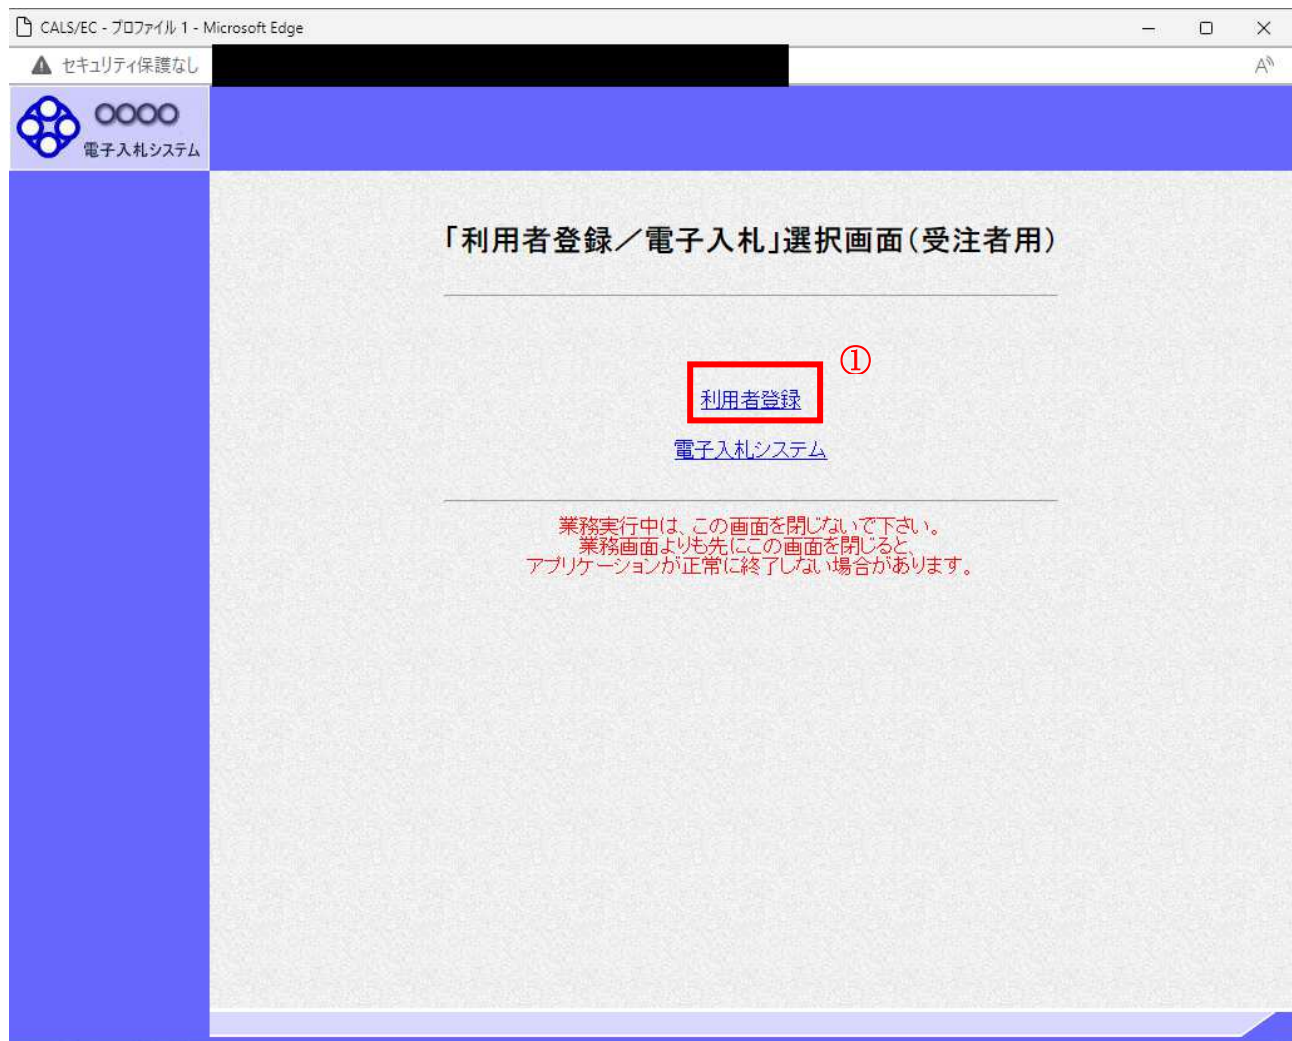 CALS/EC - プロファイル 1 - Microsoft Edge
セキュリティ保護なし
A
〇〇〇〇
電子入札システム
「利用者登録／電子入札」選択画面(受注者用)
①
利用者登録
電子入札システム
業務実行中は、この画面を閉じないで下さい。
業務画面よりも先にこの画面を閉じると、
アプリケーションが正常に終了しない場合があります。